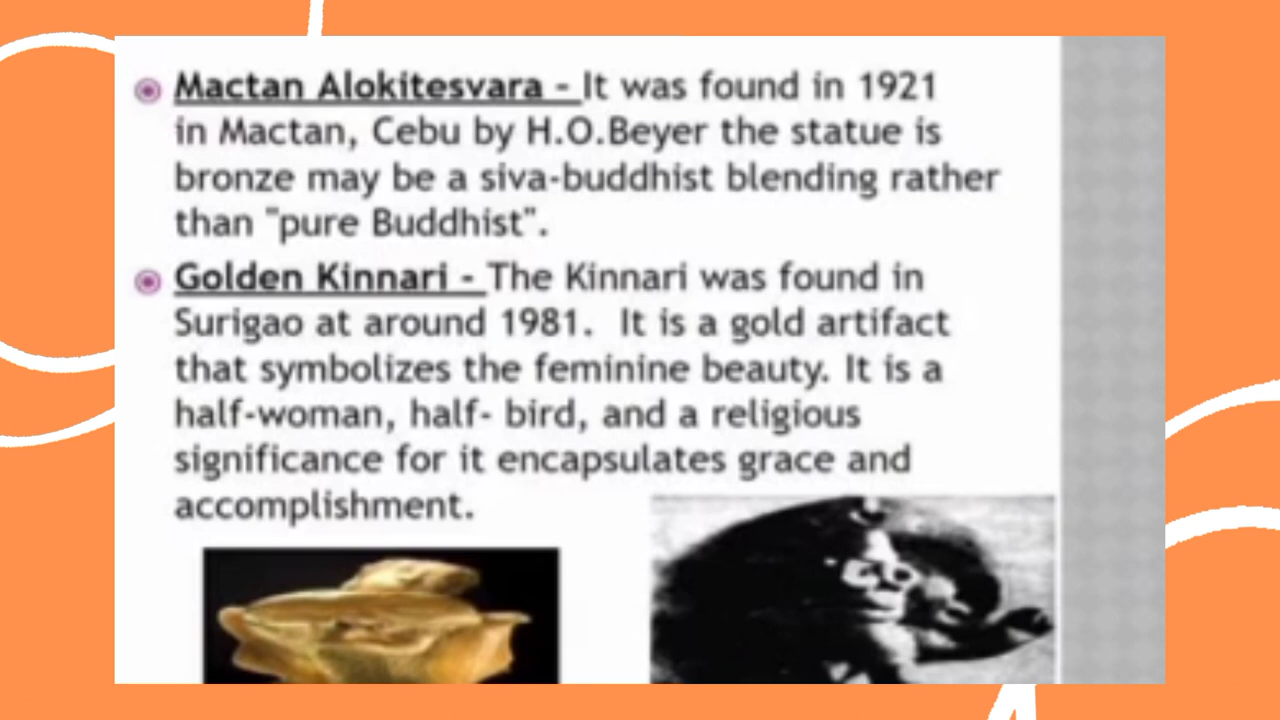 Mactan Alokitesvara - It was found in 1921
in Mactan, Cebu by H.O.Beyer the statue is
bronze may be a siva-buddhist blending rather
than "pure Buddhist".
Golden Kinnari - The Kinnari was found in
Surigao at around 1981. It is a gold artifact
that symbolizes the feminine beauty. It is a
half-woman, half- bird, and a religious
significance for it encapsulates grace and
accomplishment.